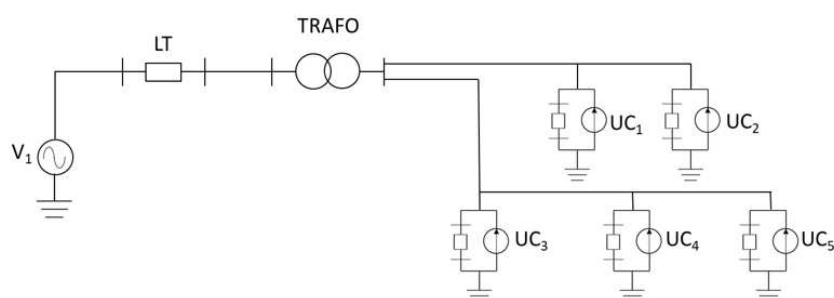 LT
TRAFO
V₁
UC₁
UC₂
UC₃
UC₄
UC₅